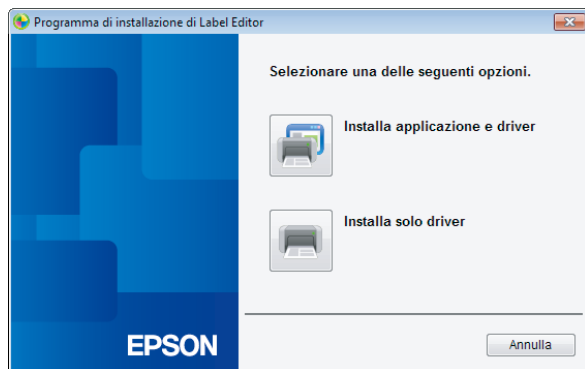 Programma di installazione di Label Editor
Selezionare una delle seguenti opzioni.
Installa applicazione e driver
Installa solo driver
EPSON
Annulla